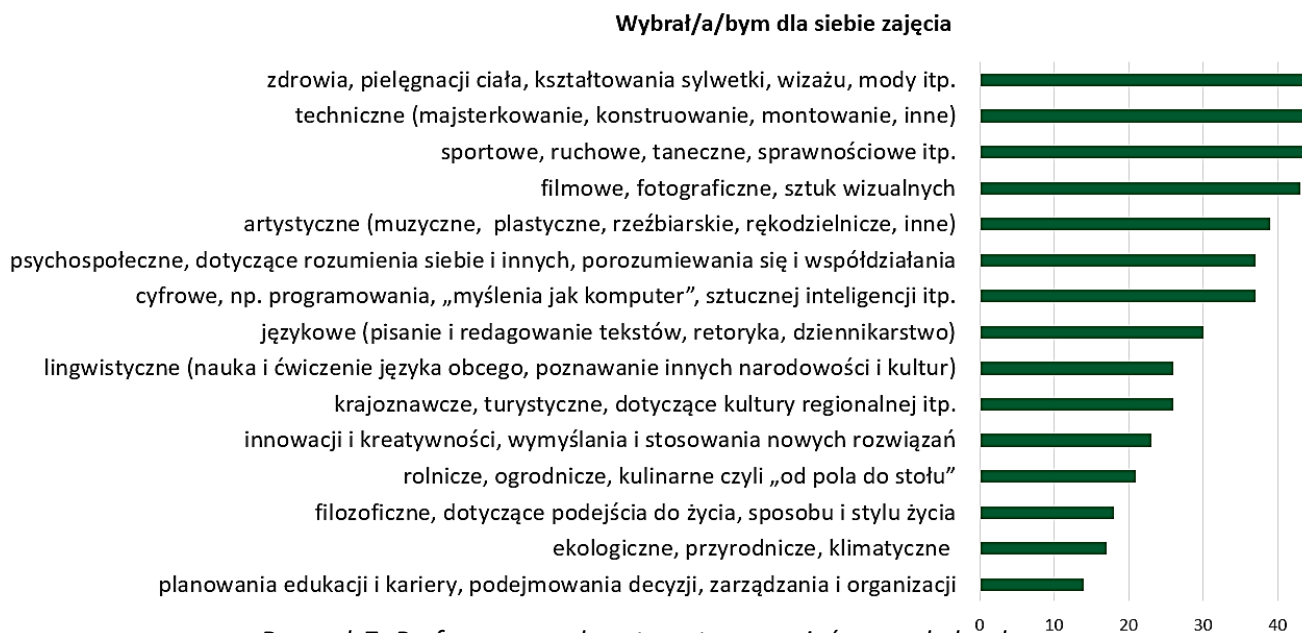 Wybrał/a/bym dla siebie zajęcia
zdrowia, pielęgnacji ciała, kształtowania sylwetki, wizażu, mody itp.
techniczne (majsterkowanie, konstruowanie, montowanie, inne)
sportowe, ruchowe, taneczne, sprawnościowe itp.
filmowe, fotograficzne, sztuk wizualnych
artystyczne (muzyczne, plastyczne, rzeźbiarskie, rękodzielnicze, inne)
psychospołeczne, dotyczące rozumienia siebie i innych, porozumiewania się i współdziałania
cyfrowe, np. programowania, „myślenia jak komputer”, sztucznej inteligencji itp.
językowe (pisanie i redagowanie tekstów, retoryka, dziennikarstwo)
lingwistyczne (nauka i ćwiczenie języka obcego, poznawanie innych narodowości i kultur)
krajoznawcze, turystyczne, dotyczące kultury regionalnej itp.
innowacji i kreatywności, wymyślania i stosowania nowych rozwiązań
rolnicze, ogrodnicze, kulinarne czyli „od pola do stołu”
filozoficzne, dotyczące podejścia do życia, sposobu i stylu życia
ekologiczne, przyrodnicze, klimatyczne
planowania edukacji i kariery, podejmowania decyzji, zarządzania i organizacji
0 10 20 30 40